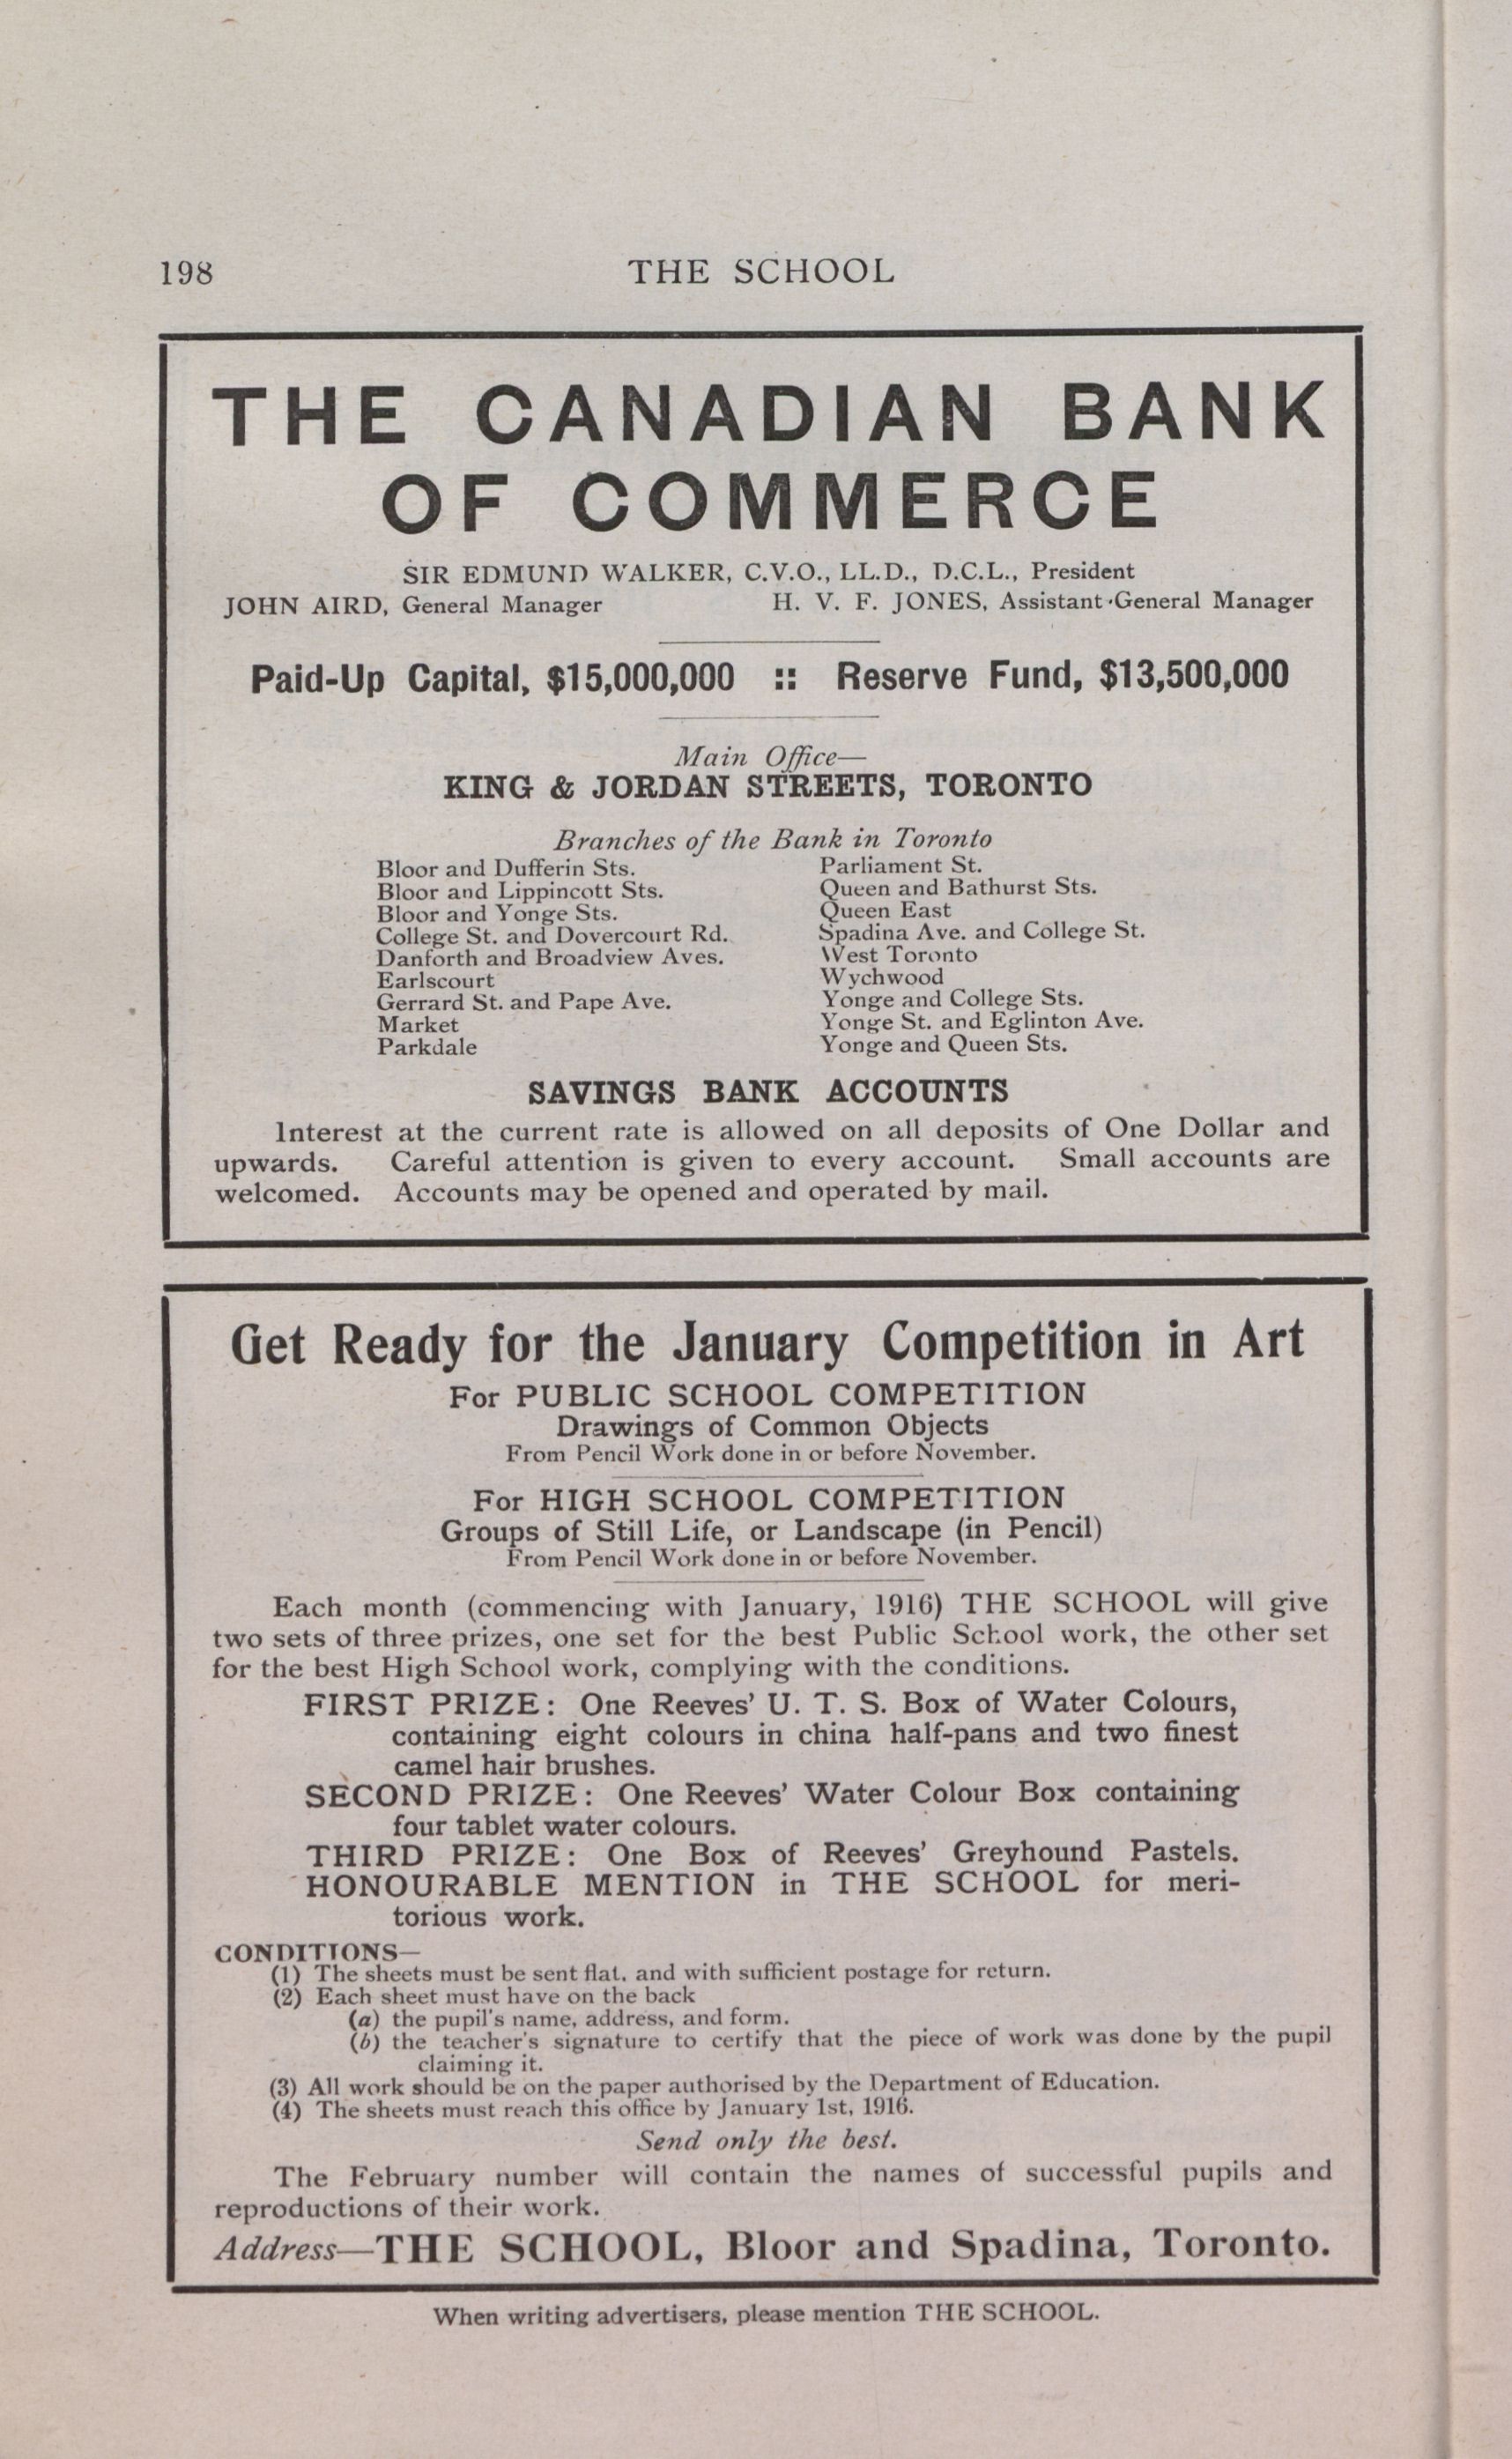 198
THE SCHOOL
THE CANADIAN BANK
OF COMMERCE
SIR EDMUND WALKER, C.V.O., LL.D., D.C.L., President
JOHN AIRD, General Manager H. V. F. JONES, Assistant-General Manager
Paid-Up Capital, $15,000,000 :: Reserve Fund, $13,500,000
Main Office—
KING & JORDAN STREETS, TORONTO
Branches of the Bank in Toronto
Bloor and Dufferin Sts.
Bloor and Lippincott Sts.
Bloor and Yonge Sts.
College St. and Dovercourt Rd.
Danforth and Broadview Aves.
Earlscourt
Gerrard St. and Pape Ave.
Market
Parkdale
Parliament St.
Queen and Bathurst Sts.
Queen East
Spadina Ave. and College St.
West Toronto
Wychwood
Yonge and College Sts.
Yonge St. and Eglinton Ave.
Yonge and Queen Sts.
SAVINGS BANK ACCOUNTS
Interest at the current rate is allowed on all deposits of One Dollar and
upwards. Careful attention is given to every account. Small accounts are
welcomed. Accounts may be opened and operated by mail.
Get Ready for the January Competition in Art
For PUBLIC SCHOOL COMPETITION
Drawings of Common Objects
From Pencil Work done in or before November.
For HIGH SCHOOL COMPETITION
Groups of Still Life, or Landscape (in Pencil)
From Pencil Work done in or before November.
Each month (commencing with January, 1916) THE SCHOOL will give
two sets of three prizes, one set for the best Public School work, the other set
for the best High School work, complying with the conditions.
FIRST PRIZE: One Reeves' U. T. S. Box of Water Colours,
containing eight colours in china half-pans and two finest
camel hair brushes.
SECOND PRIZE: One Reeves' Water Colour Box containing
four tablet water colours.
THIRD PRIZE: One Box of Reeves' Greyhound Pastels.
HONOURABLE MENTION in THE SCHOOL for meri-
torious work.
CONDITIONS—
(1) The sheets must be sent flat, and with sufficient postage for return.
(2) Each sheet must have on the back
(a) the pupil's name, address, and form.
(b) the teacher's signature to certify that the piece of work was done by the pupil
claiming it.
(3) All work should be on the paper authorised by the Department of Education.
(4) The sheets must reach this office by January 1st, 1916.
Send only the best.
The February number will contain the names of successful pupils and
reproductions of their work.
Address—THE SCHOOL, Bloor and Spadina, Toronto.
When writing advertisers, please mention THE SCHOOL.